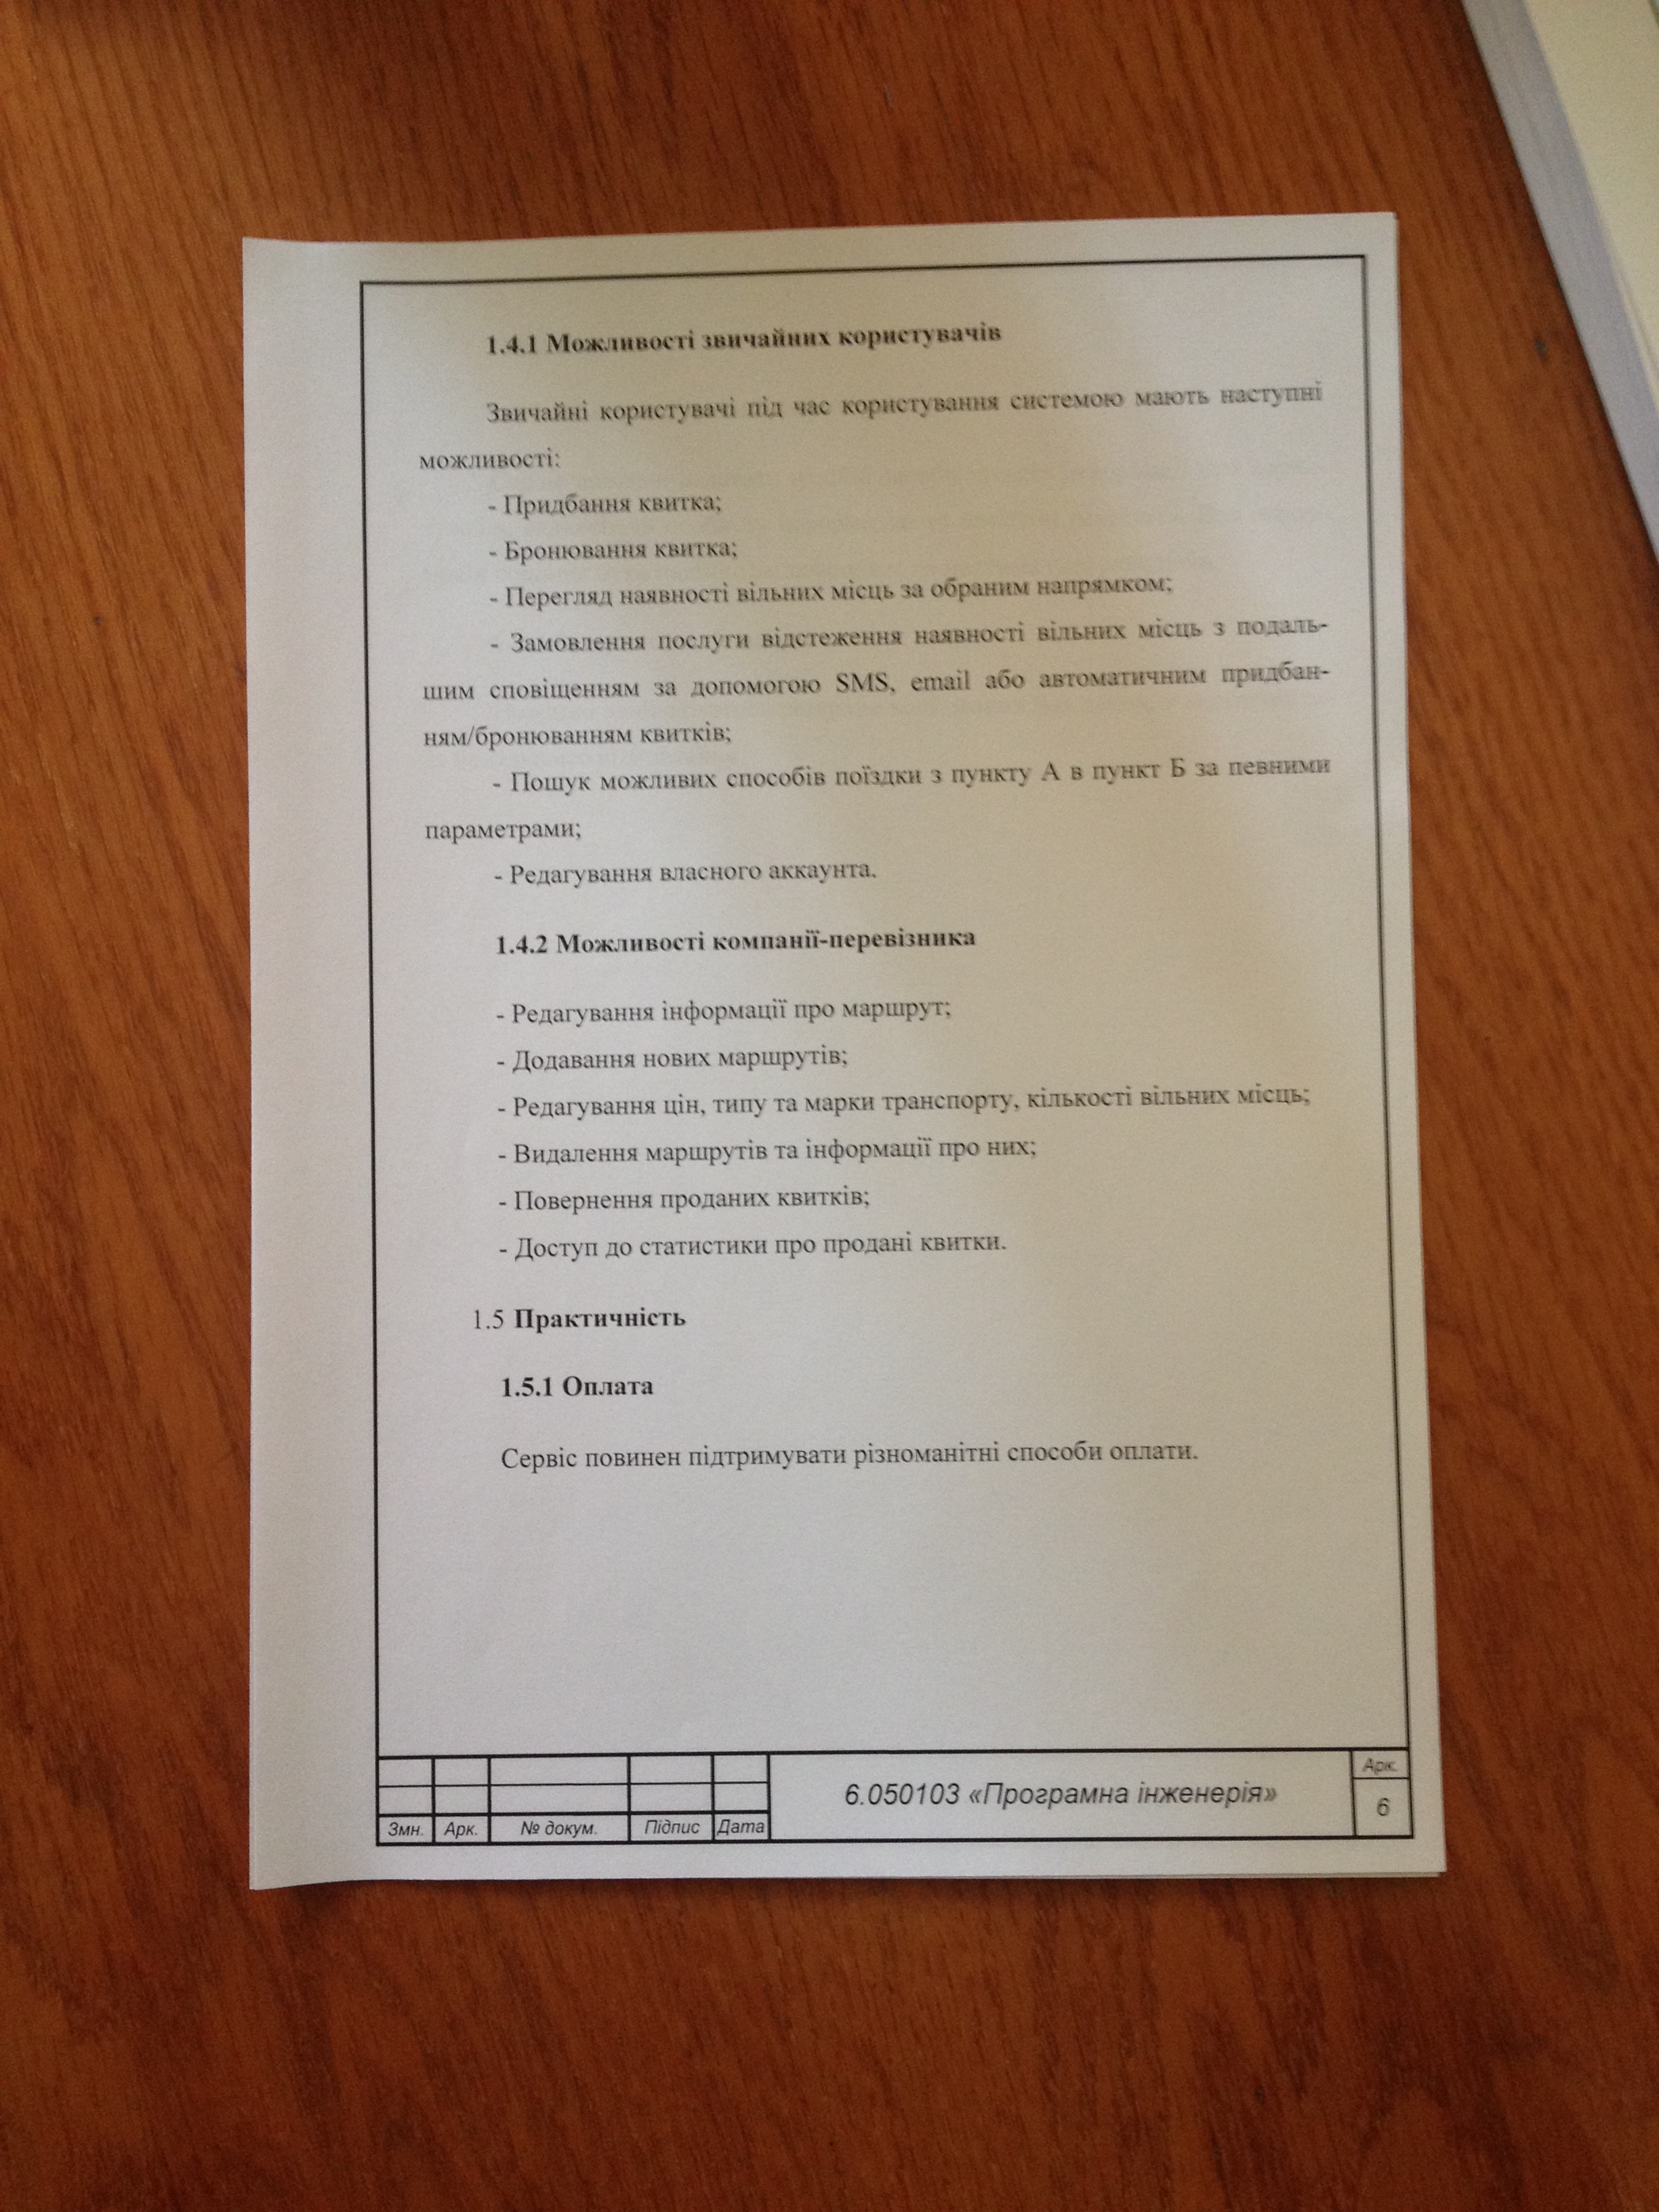 1.4.1 Можливості звичайних користувачів
Звичайні користувачі під час користування системою мають наступні
можливості:
- Придбання квитка;
- Бронювання квитка;
- Перегляд наявності вільних місць за обраним напрямком;
- Замовлення послуги відстеження наявності вільних місць з подаль-
шим сповіщенням за допомогою SMS, email або автоматичним придбан-
ням/бронюванням квитків;
- Пошук можливих способів поїздки з пункту А в пункт Б за певними
параметрами;
- Редагування власного аккаунта.
1.4.2 Можливості компанії-перевізника
- Редагування інформації про маршрут;
- Додавання нових маршрутів;
- Редагування цін, типу та марки транспорту, кількості вільних місць;
- Видалення маршрутів та інформації про них;
- Повернення проданих квитків;
- Доступ до статистики про продані квитки.
1.5 Практичність
1.5.1 Оплата
Сервіс повинен підтримувати різноманітні способи оплати.
6.050103 «Програмна інженерія»
Арк.
6
Змн. Арк. № докум. Підпис Дата